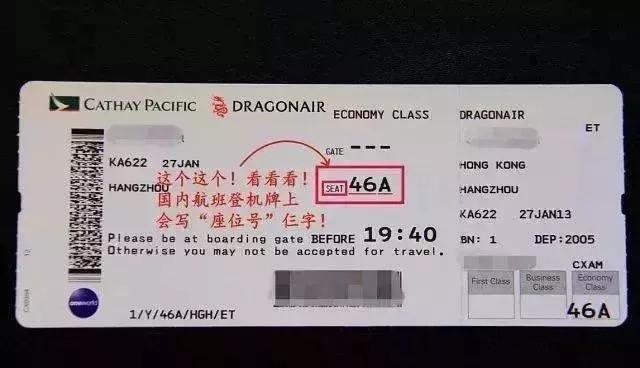 CATHAY PACIFIC
DRAGONAIR
ECONOMY CLASS
GATE ---
KA622 27JAN
HANGZHOU
SEAT 46A
这个这个！看看看！
国内航班登机牌上
会写“座位号”仨字！
Please be at boarding gate BEFORE 19:40
Otherwise you may not be accepted for travel.
1/Y/46A/HGH/ET
oneworld
DRAGONAIR
ET
HONG KONG
HANGZHOU
KA622 27JAN13
BN: 1 DEP:2005
CXAM
First Class
Business Class
Economy Class
46A